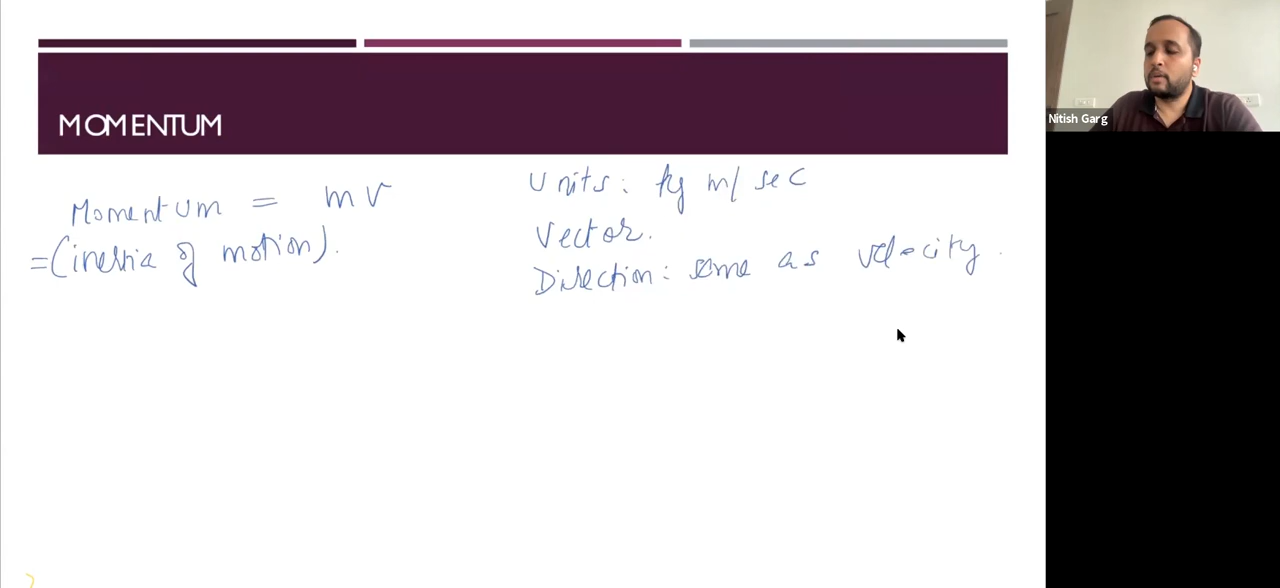 MOMENTUM
Nitish Garg
Momentum = mv
=(inertia of motion).
Units: kg m/sec
Vector.
Direction: same as velocity.